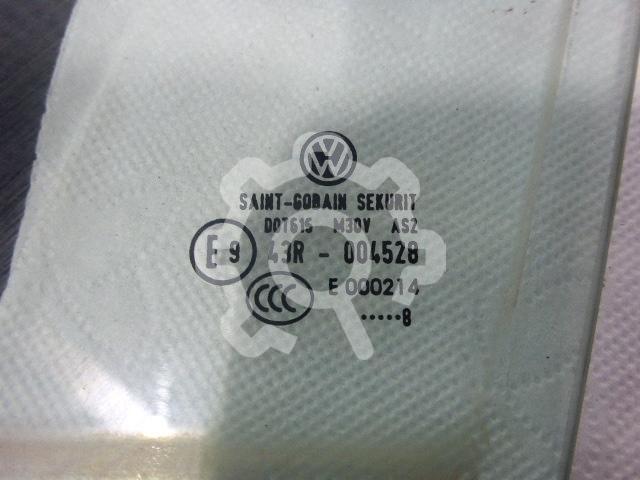 SAINT-GOBAIN SEKURIT
DOT615 M30V AS2
E 9 43R - 004528
CCC E 000214
.....8